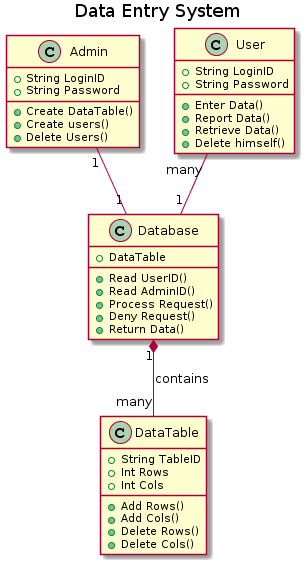 Data Entry System
C Admin
String LoginID
String Password
Create DataTable()
Create users()
Delete Users()
C User
String LoginID
String Password
Enter Data()
Report Data()
Retrieve Data()
Delete himself()
1
many
1
1
C Database
DataTable
Read UserID()
Read AdminID()
Process Request()
Deny Request()
Return Data()
1
contains
many
C DataTable
String TableID
Int Rows
Int Cols
Add Rows()
Add Cols()
Delete Rows()
Delete Cols()